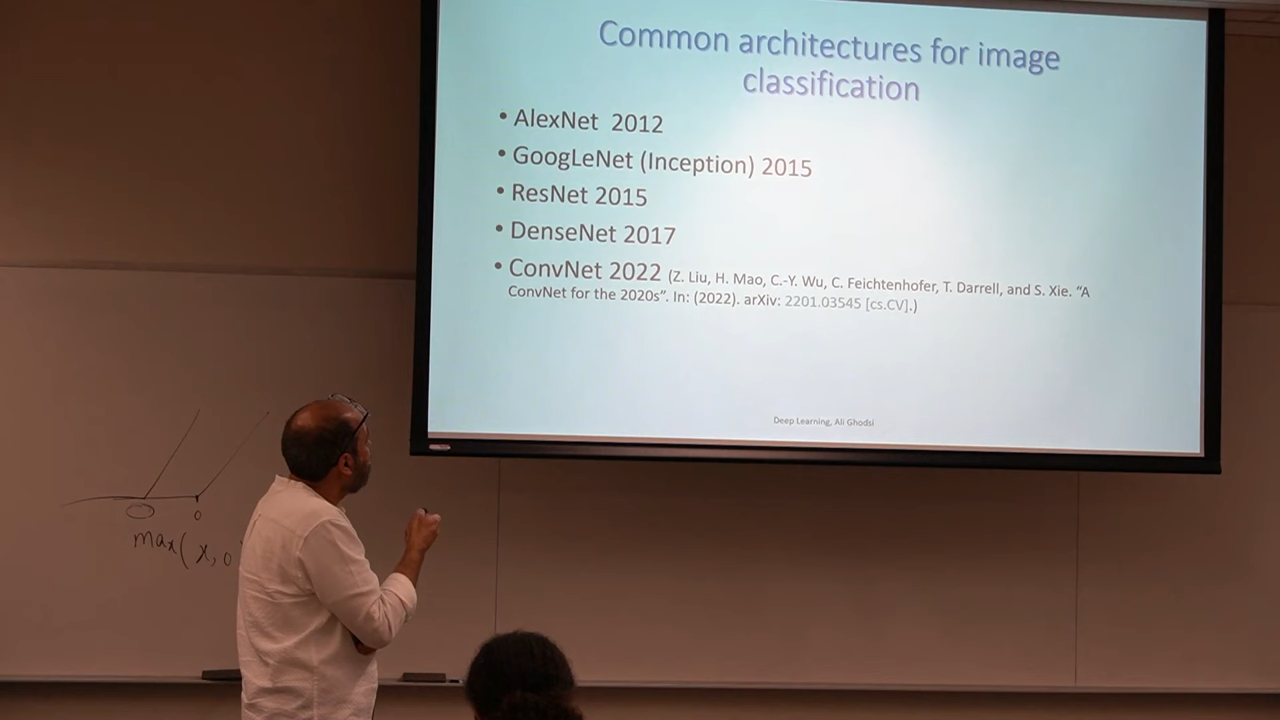 Common architectures for image
classification
• AlexNet 2012
• GoogLeNet (Inception) 2015
• ResNet 2015
• DenseNet 2017
• ConvNet 2022 (Z. Liu, H. Mao, C.-Y. Wu, C. Feichtenhofer, T. Darrell, and S. Xie. “A
ConvNet for the 2020s”. In: (2022). arXiv: 2201.03545 [cs.CV].)
Deep Learning, Ali Ghodsi
0
max(x,0